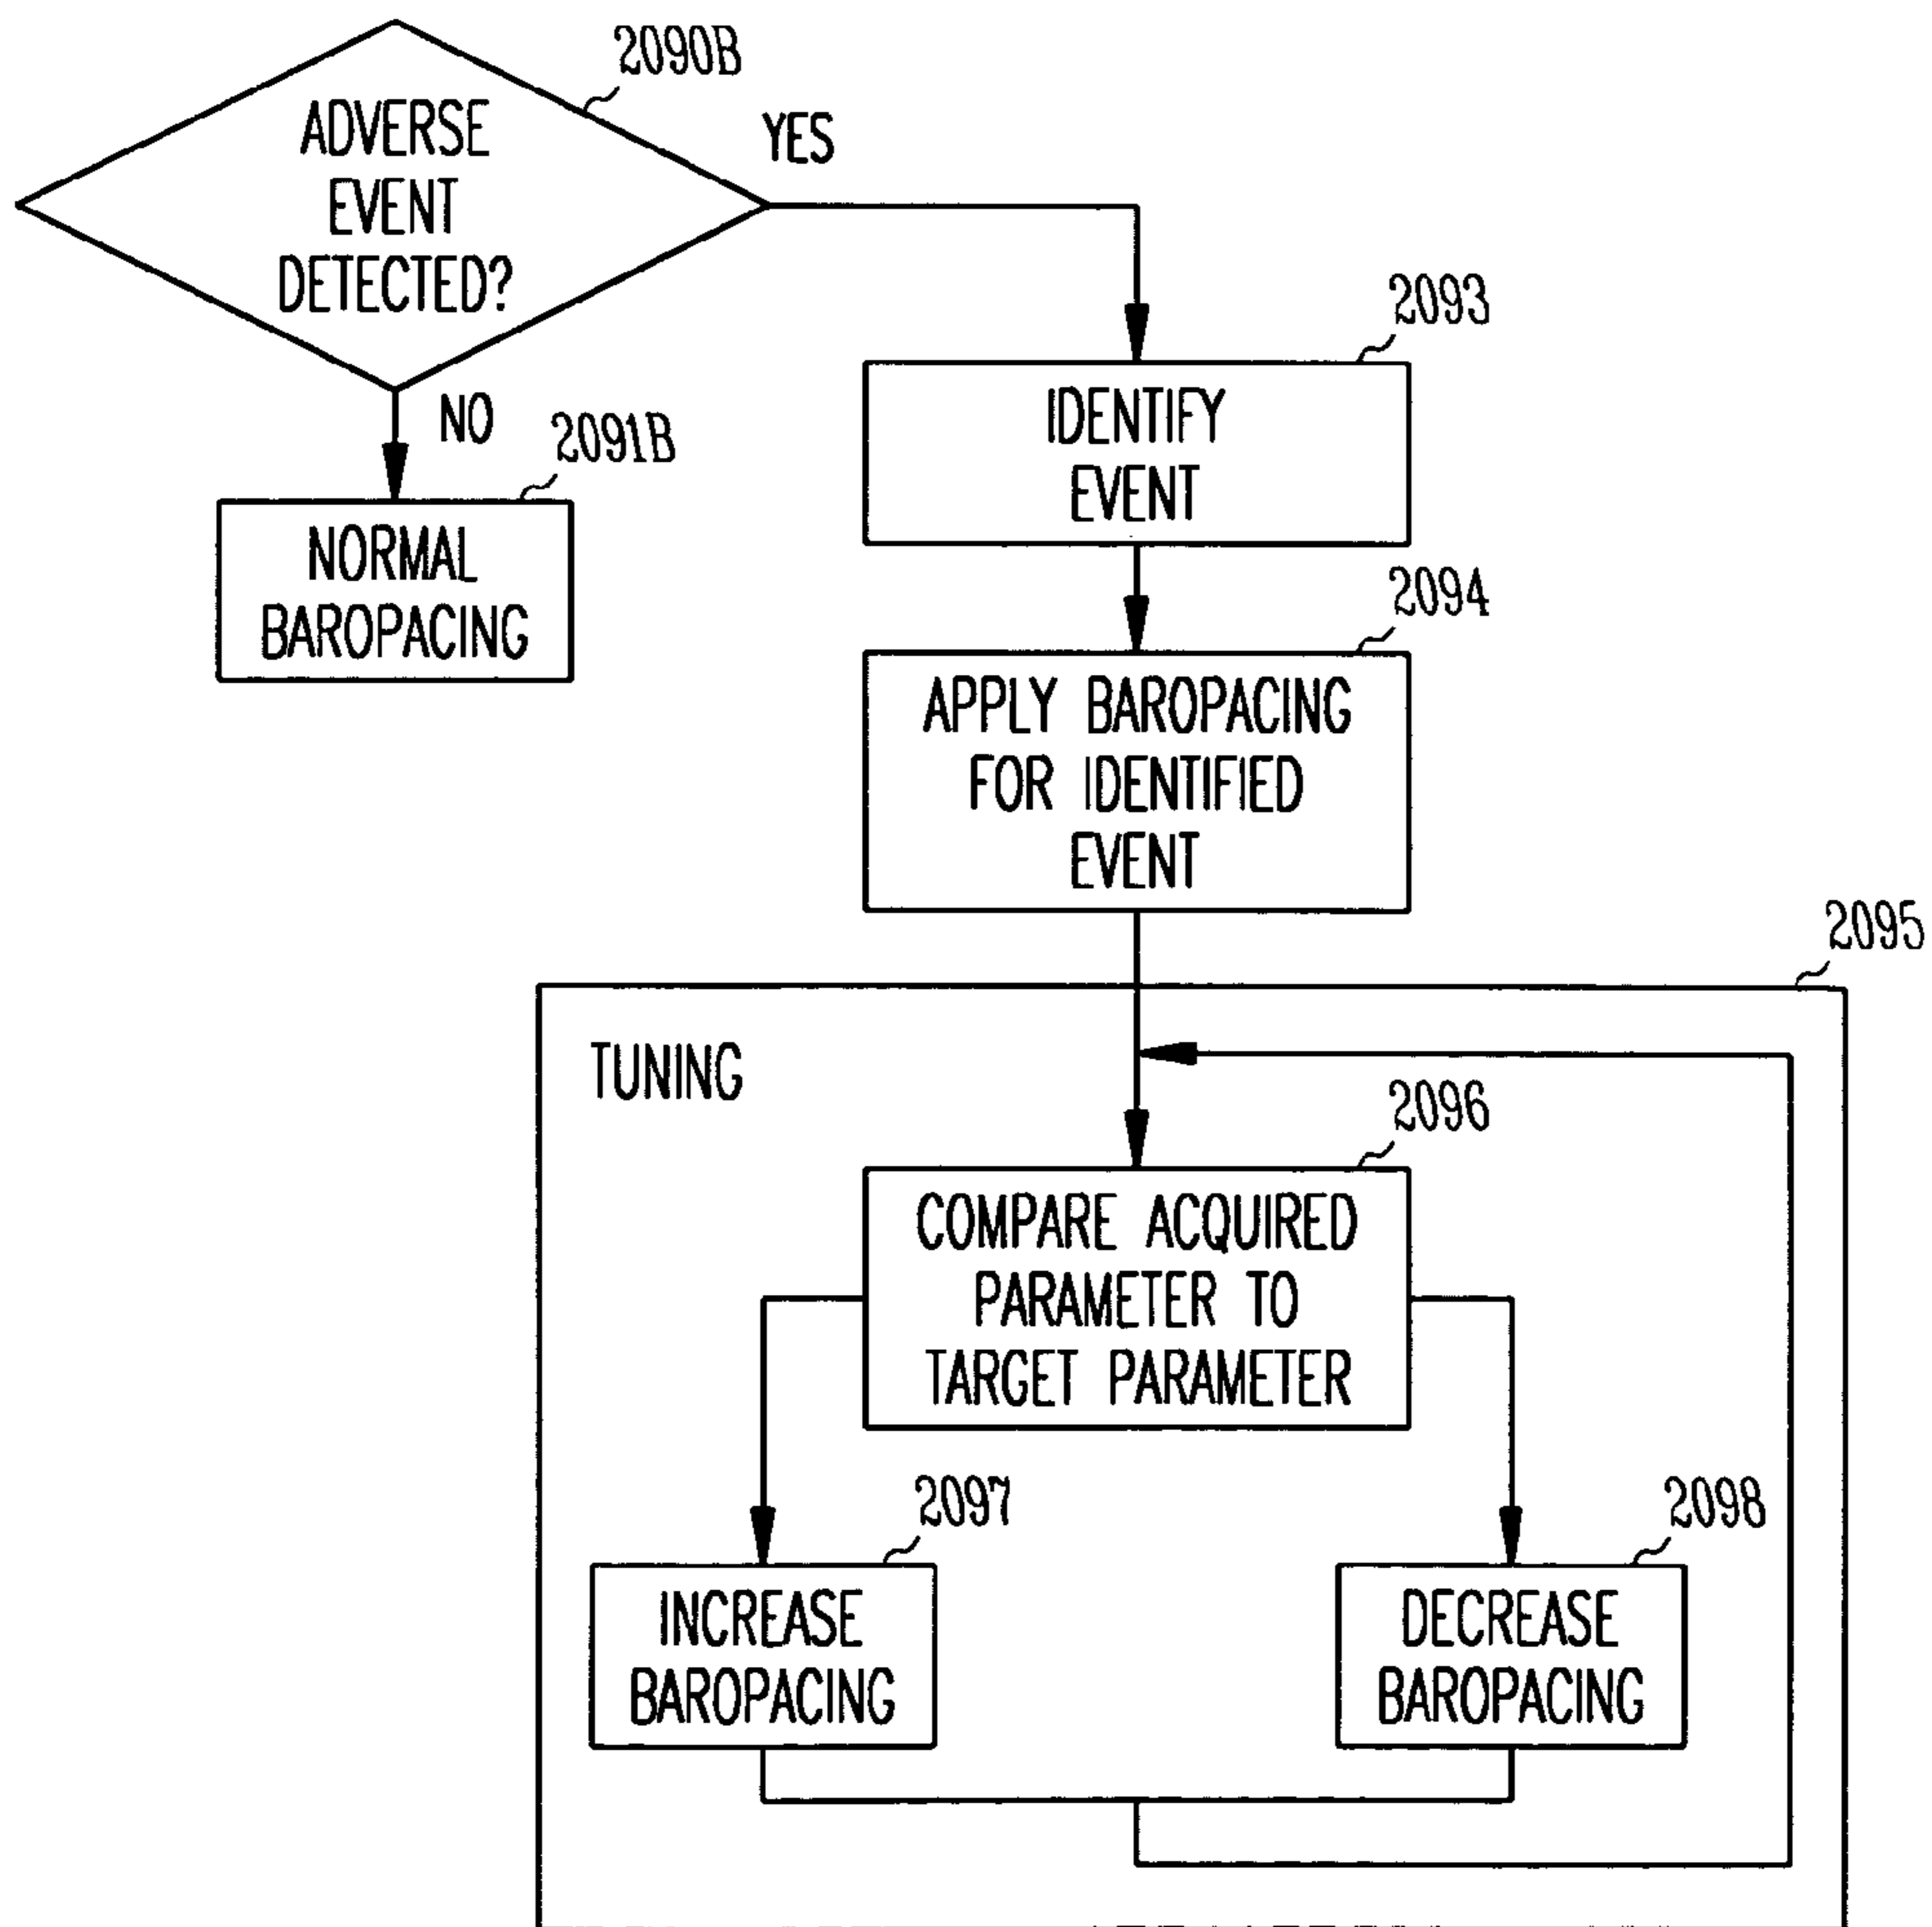 2090B
ADVERSE
EVENT
DETECTED?
YES
NO
2091B
NORMAL
BAROPACING
2093
IDENTIFY
EVENT
2094
APPLY BAROPACING
FOR IDENTIFIED
EVENT
2095
TUNING
2096
COMPARE ACQUIRED
PARAMETER TO
TARGET PARAMETER
2097
INCREASE
BAROPACING
2098
DECREASE
BAROPACING